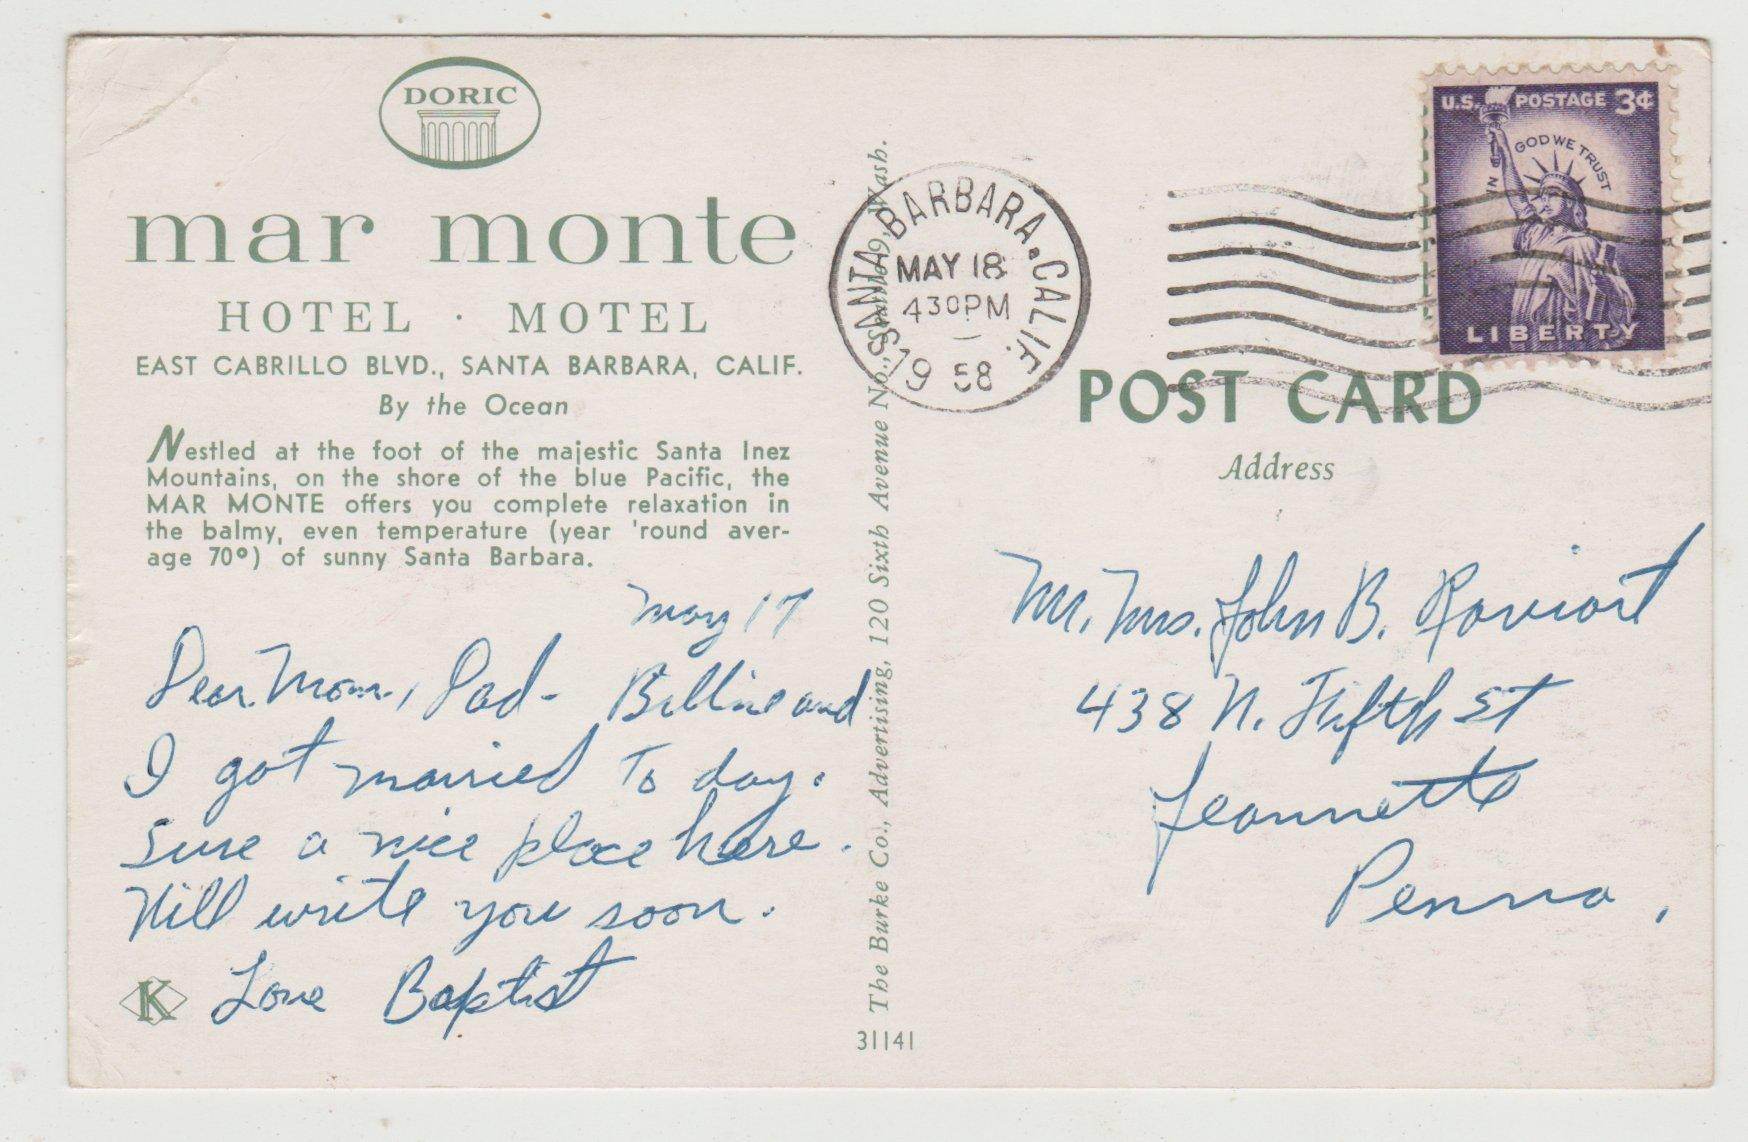 DORIC
mar monte
HOTEL · MOTEL
EAST CABRILLO BLVD., SANTA BARBARA, CALIF.
By the Ocean
Nestled at the foot of the majestic Santa Inez
Mountains, on the shore of the blue Pacific, the
MAR MONTE offers you complete relaxation in
the balmy, even temperature (year 'round aver-
age 70°) of sunny Santa Barbara.
May 17
Dear Mom, Dad - Billine and
I got married to day.
Sure a nice place here.
Will write you soon.
Love Baptist
K
The Burke Co., Advertising, 120 Sixth Avenue No., Seattle 9, Wash.
31141
SANTA BARBARA, CALIF.
MAY 18
430 PM
1958
U.S. POSTAGE 3¢
IN GOD WE TRUST
LIBERTY
POST CARD
Address
Mr. Mrs. John B. Raviart
438 N. Fifth St
Jeannette
Penna,